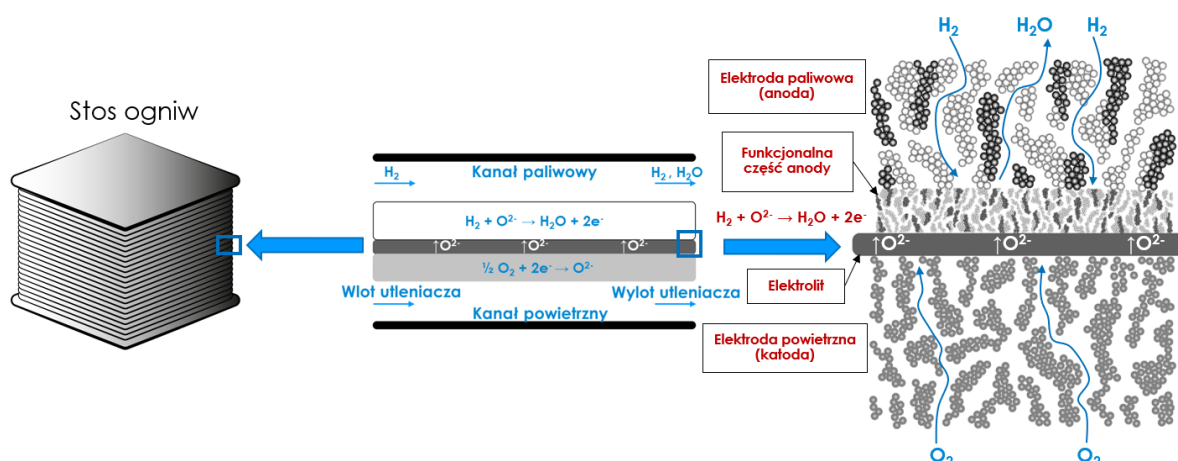 Stos ogniw
Kanał paliwowy
H₂
H₂ , H₂O
H₂ + O²⁻ → H₂O + 2e⁻
↑O²⁻ ↑O²⁻ ↑O²⁻
½ O₂ + 2e⁻→ O²⁻
Wlot utleniacza
Wylot utleniacza
Kanał powietrzny
H₂ H₂O H₂
Elektroda paliwowa
(anoda)
Funkcjonalna
część anody
H₂ + O²⁻ → H₂O + 2e⁻
↑O²⁻ ↑O²⁻ ↑O²⁻
Elektrolit
Elektroda powietrzna
(katoda)
O₂ O₂